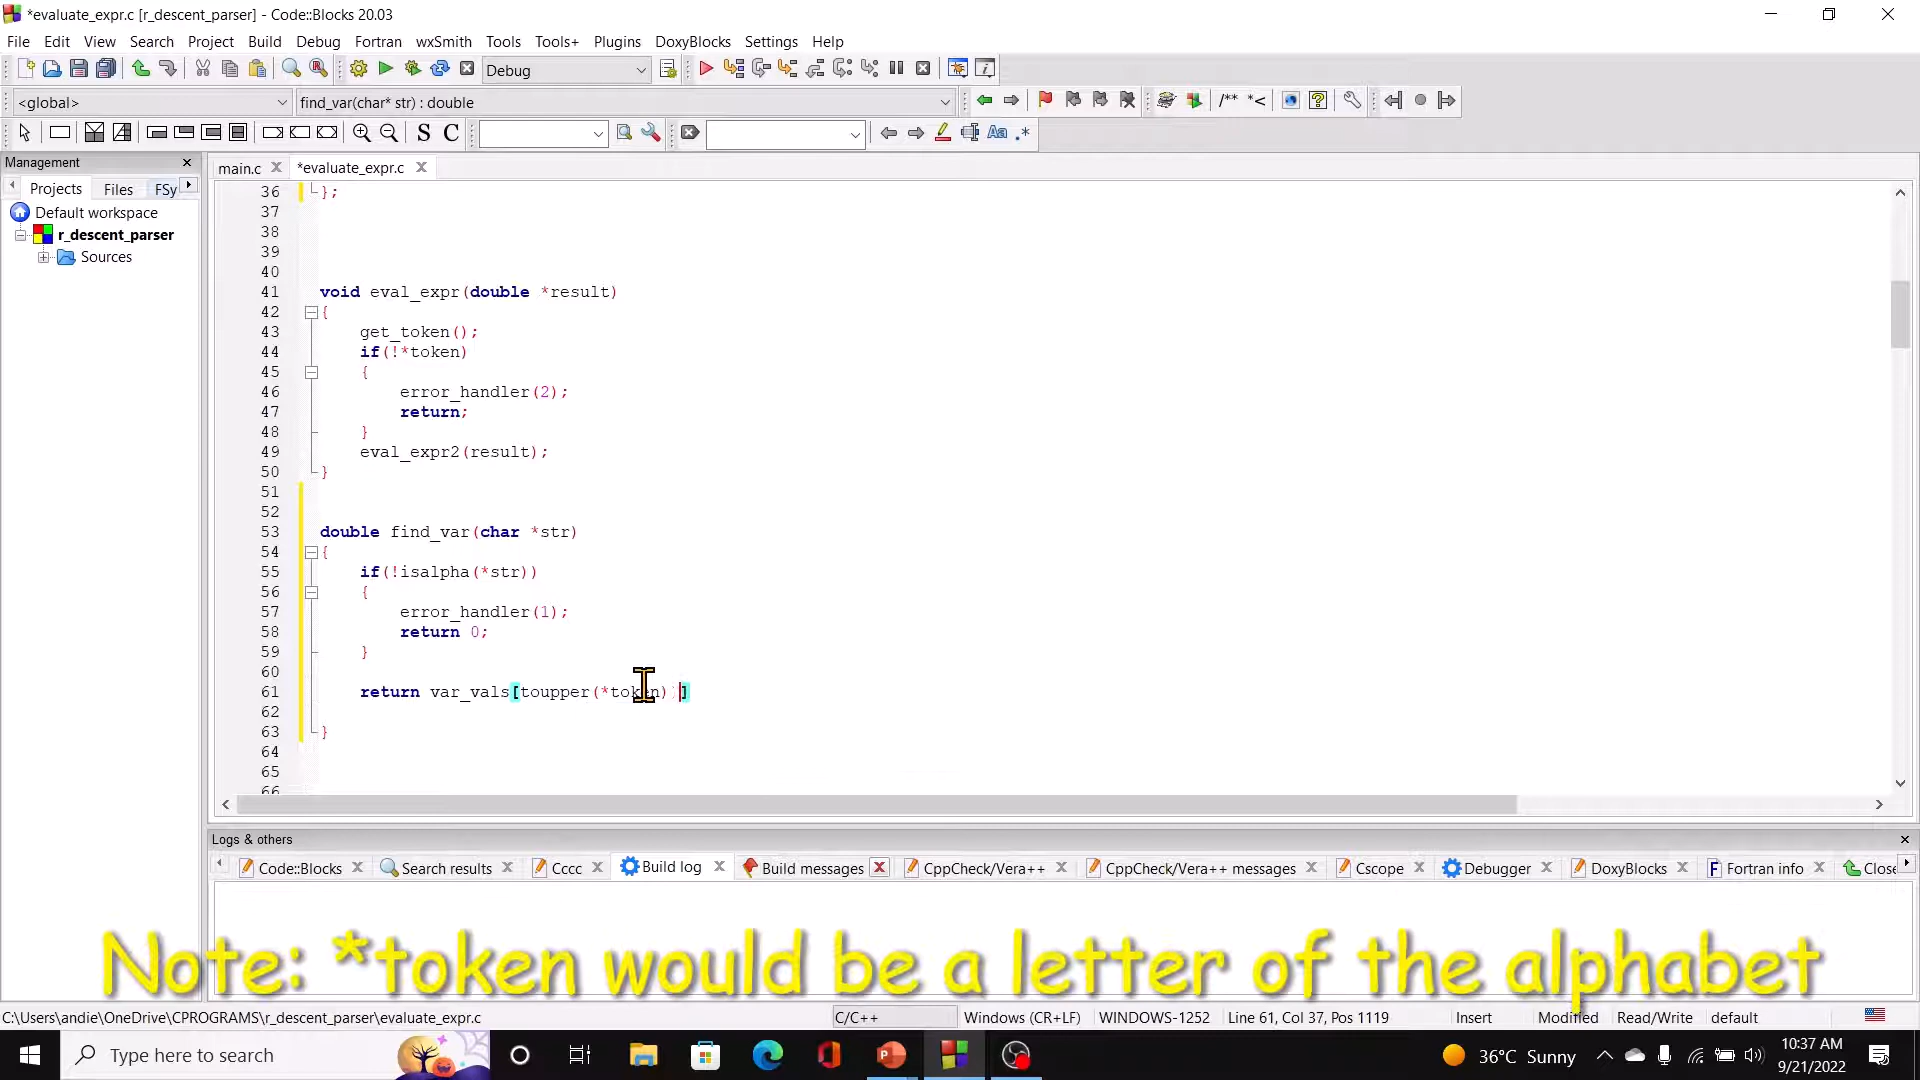 *evaluate_expr.c [r_descent_parser] - Code::Blocks 20.03
File Edit View Search Project Build Debug Fortran wxSmith Tools Tools+ Plugins DoxyBlocks Settings Help
Debug
<global> find_var(char* str) : double
/** *<
S C Aa .*
Management
main.c *evaluate_expr.c
Projects Files FSy
Default workspace
r_descent_parser
Sources
36 };
37
38
39
40
41 void eval_expr(double *result)
42 {
43 get_token();
44 if(!*token)
45 {
46 error_handler(2);
47 return;
48 }
49 eval_expr2(result);
50 }
51
52
53 double find_var(char *str)
54 {
55 if(!isalpha(*str))
56 {
57 error_handler(1);
58 return 0;
59 }
60
61 return var_vals[toupper(*token) ]
62
63 }
64
65
66
Logs & others
Code::Blocks Search results Cccc Build log Build messages CppCheck/Vera++ CppCheck/Vera++ messages Cscope Debugger DoxyBlocks Fortran info Close
Note: *token would be a letter of the alphabet
C:\Users\andie\OneDrive\CPROGRAMS\r_descent_parser\evaluate_expr.c C/C++ Windows (CR+LF) WINDOWS-1252 Line 61, Col 37, Pos 1119 Insert Modified Read/Write default
Type here to search
36°C Sunny
10:37 AM
9/21/2022